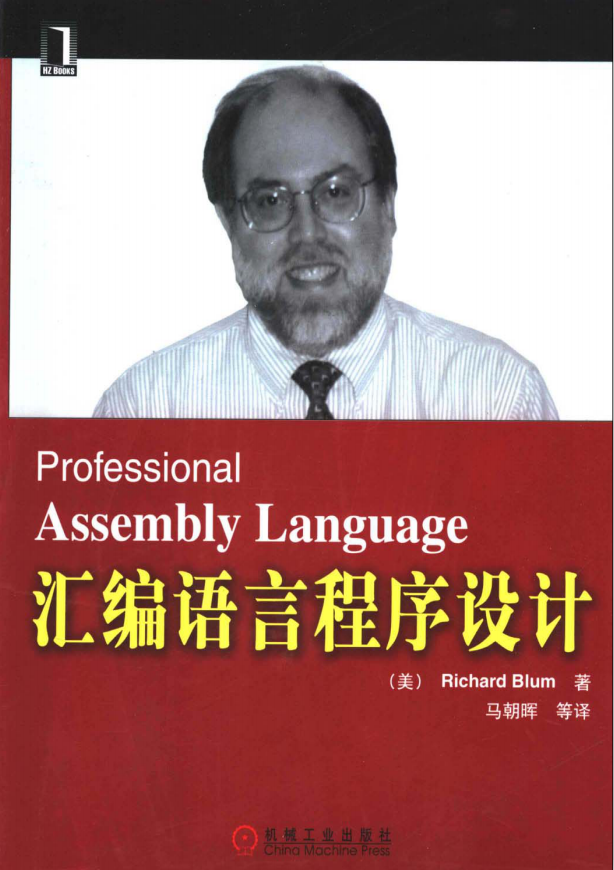 HZ BOOKS
Professional
Assembly Language
汇编语言程序设计
（美） Richard Blum 著
马朝晖 等译
机械工业出版社
China Machine Press